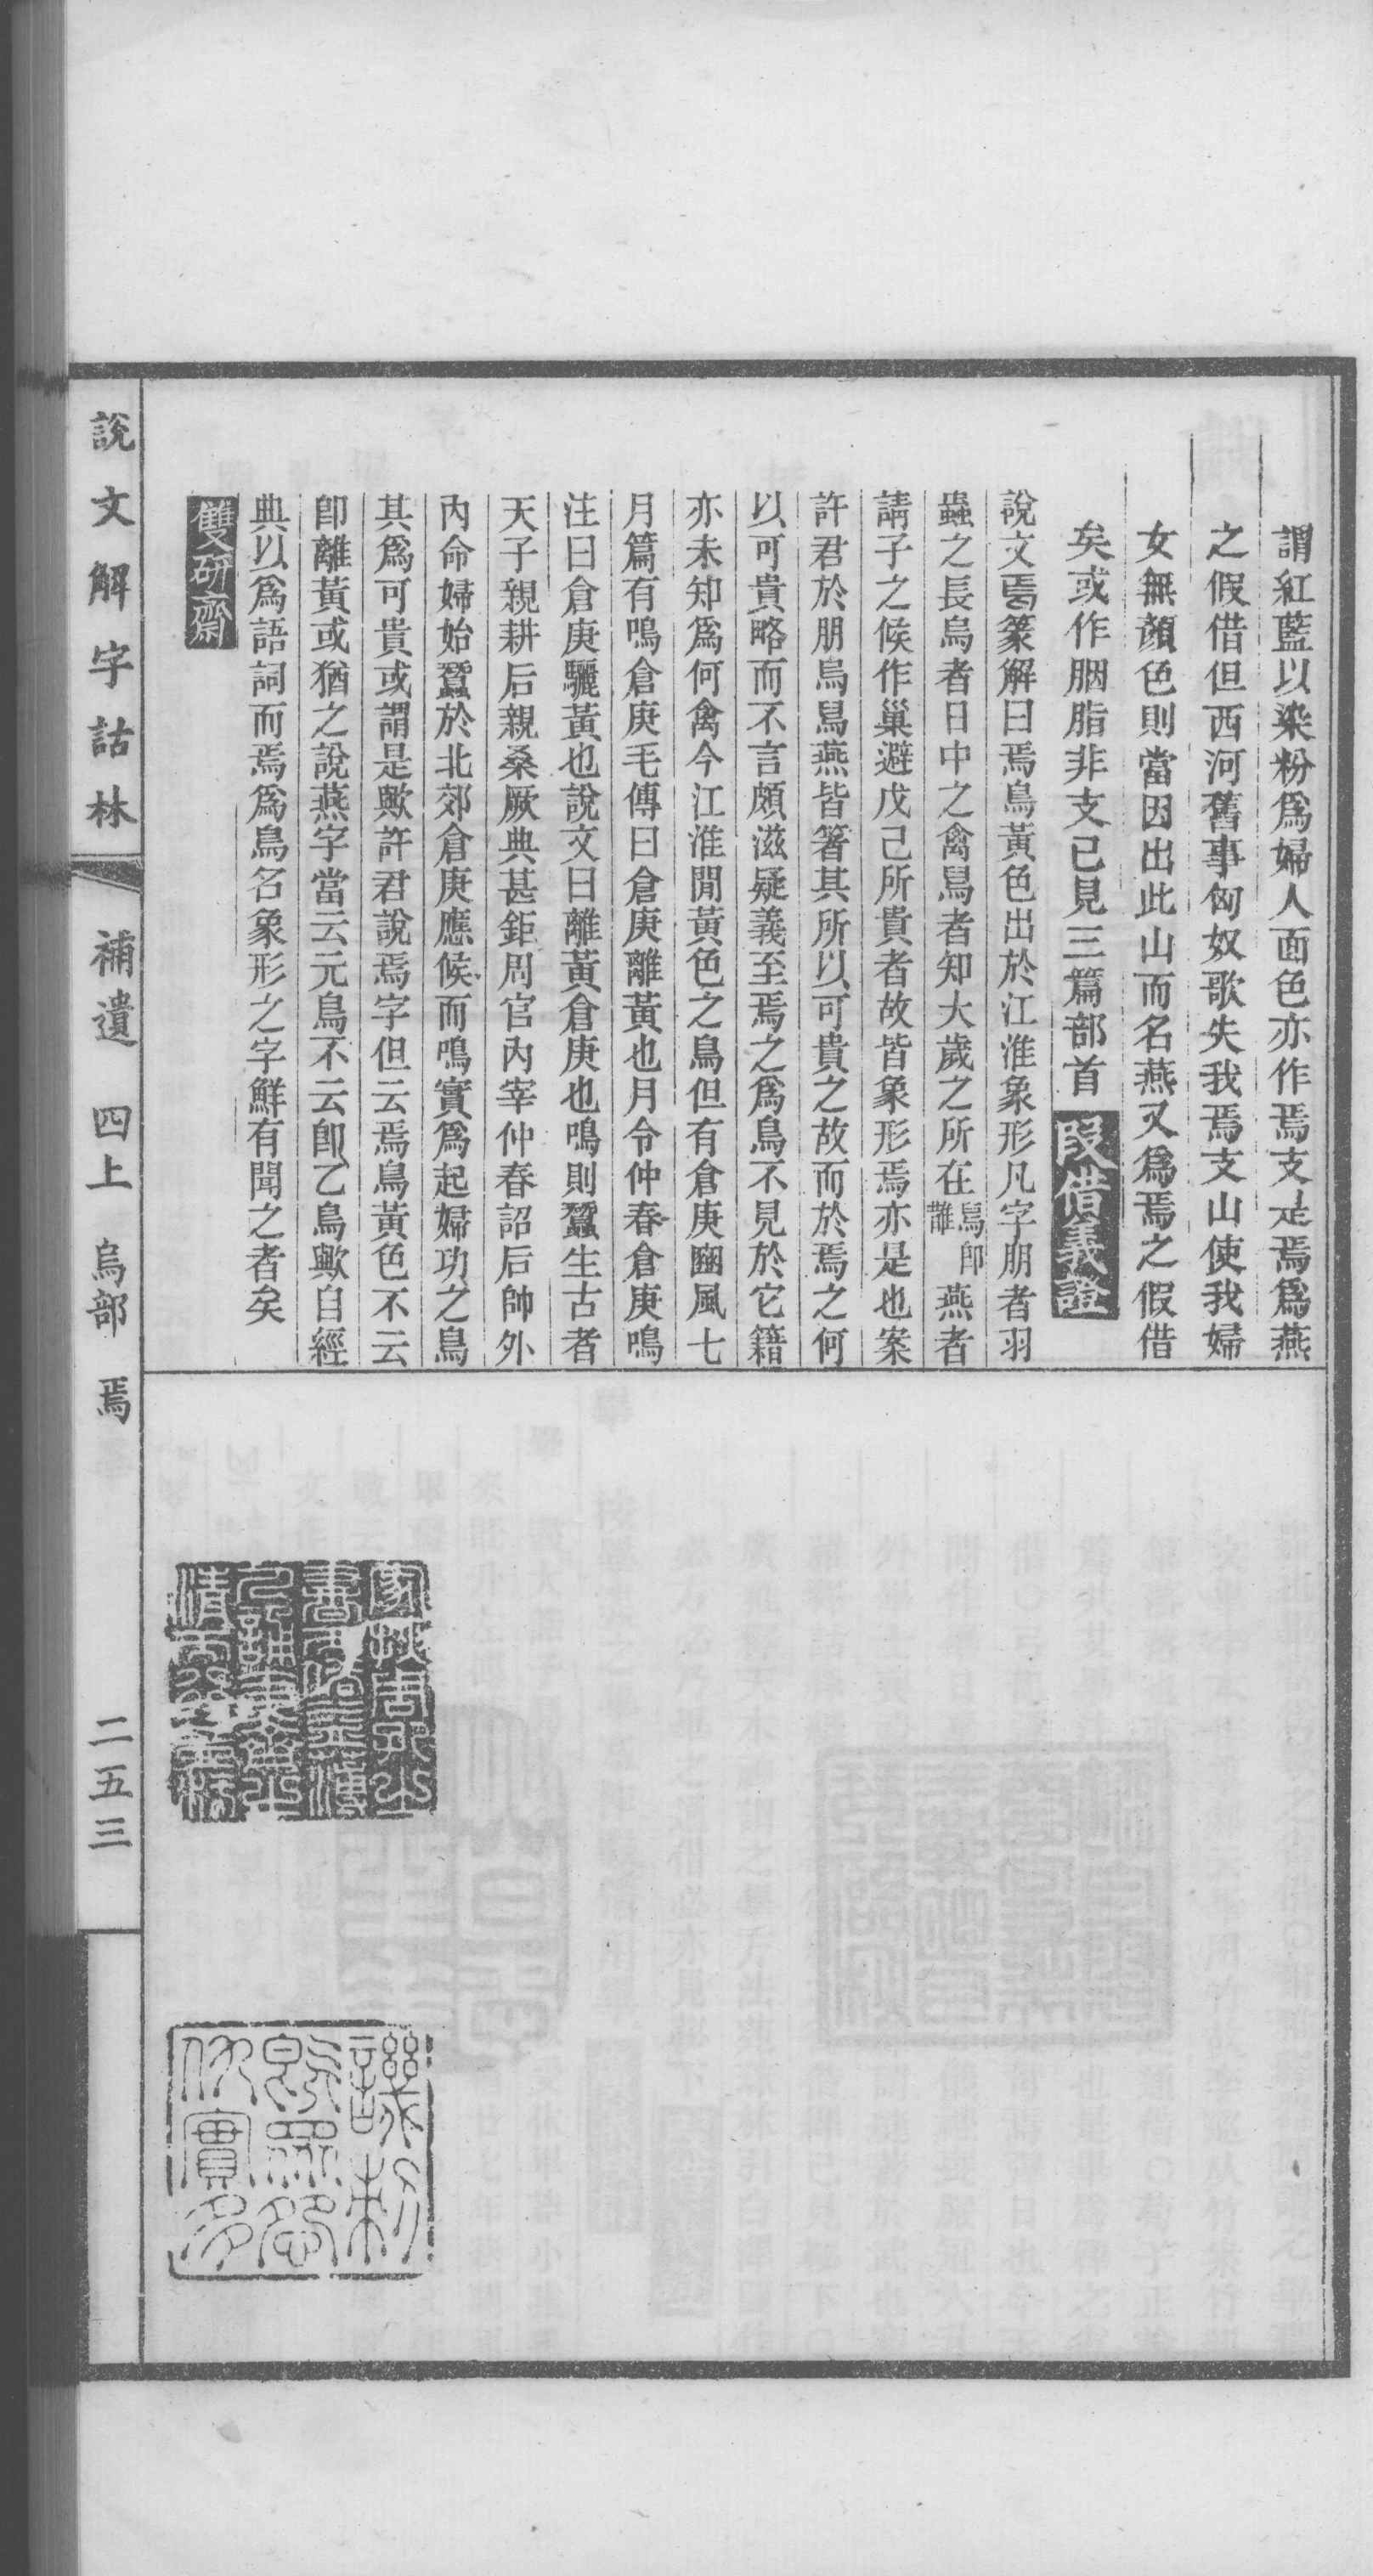 謂紅藍以染粉爲婦人面色亦作焉支是焉爲燕
之假借但西河舊事匈奴歌失我焉支山使我婦
女無顏色則當因出此山而名燕又爲焉之假借
矣或作胭脂非支已見三篇部首 叚借義證
說文焉篆解曰焉鳥黃色出於江淮象形凡字朋者羽
蟲之長烏者日中之禽舄者知大歲之所在舄卽䧿燕者
請子之候作巢避戊己所貴者故皆象形焉亦是也案
許君於朋烏舄燕皆箸其所以可貴之故而於焉之何
以可貴略而不言頗滋疑義至焉之爲鳥不見於它籍
亦未知爲何禽今江淮閒黃色之鳥但有倉庚豳風七
月篇有鳴倉庚毛傳曰倉庚離黃也月令仲春倉庚鳴
注曰倉庚驪黃也說文曰離黃倉庚也鳴則蠶生古者
天子親耕后親桑厥典甚鉅周官內宰仲春詔后帥外
內命婦始蠶於北郊倉庚應候而鳴實爲起婦功之鳥
其爲可貴或謂是歟許君說焉字但云焉鳥黃色不云
卽離黃或猶之說燕字當云元鳥不云卽乙鳥歟自經
典以爲語詞而焉爲鳥名象形之字鮮有聞之者矣
雙研齋
說文解字詁林 補遺 四上 烏部 焉 二五三